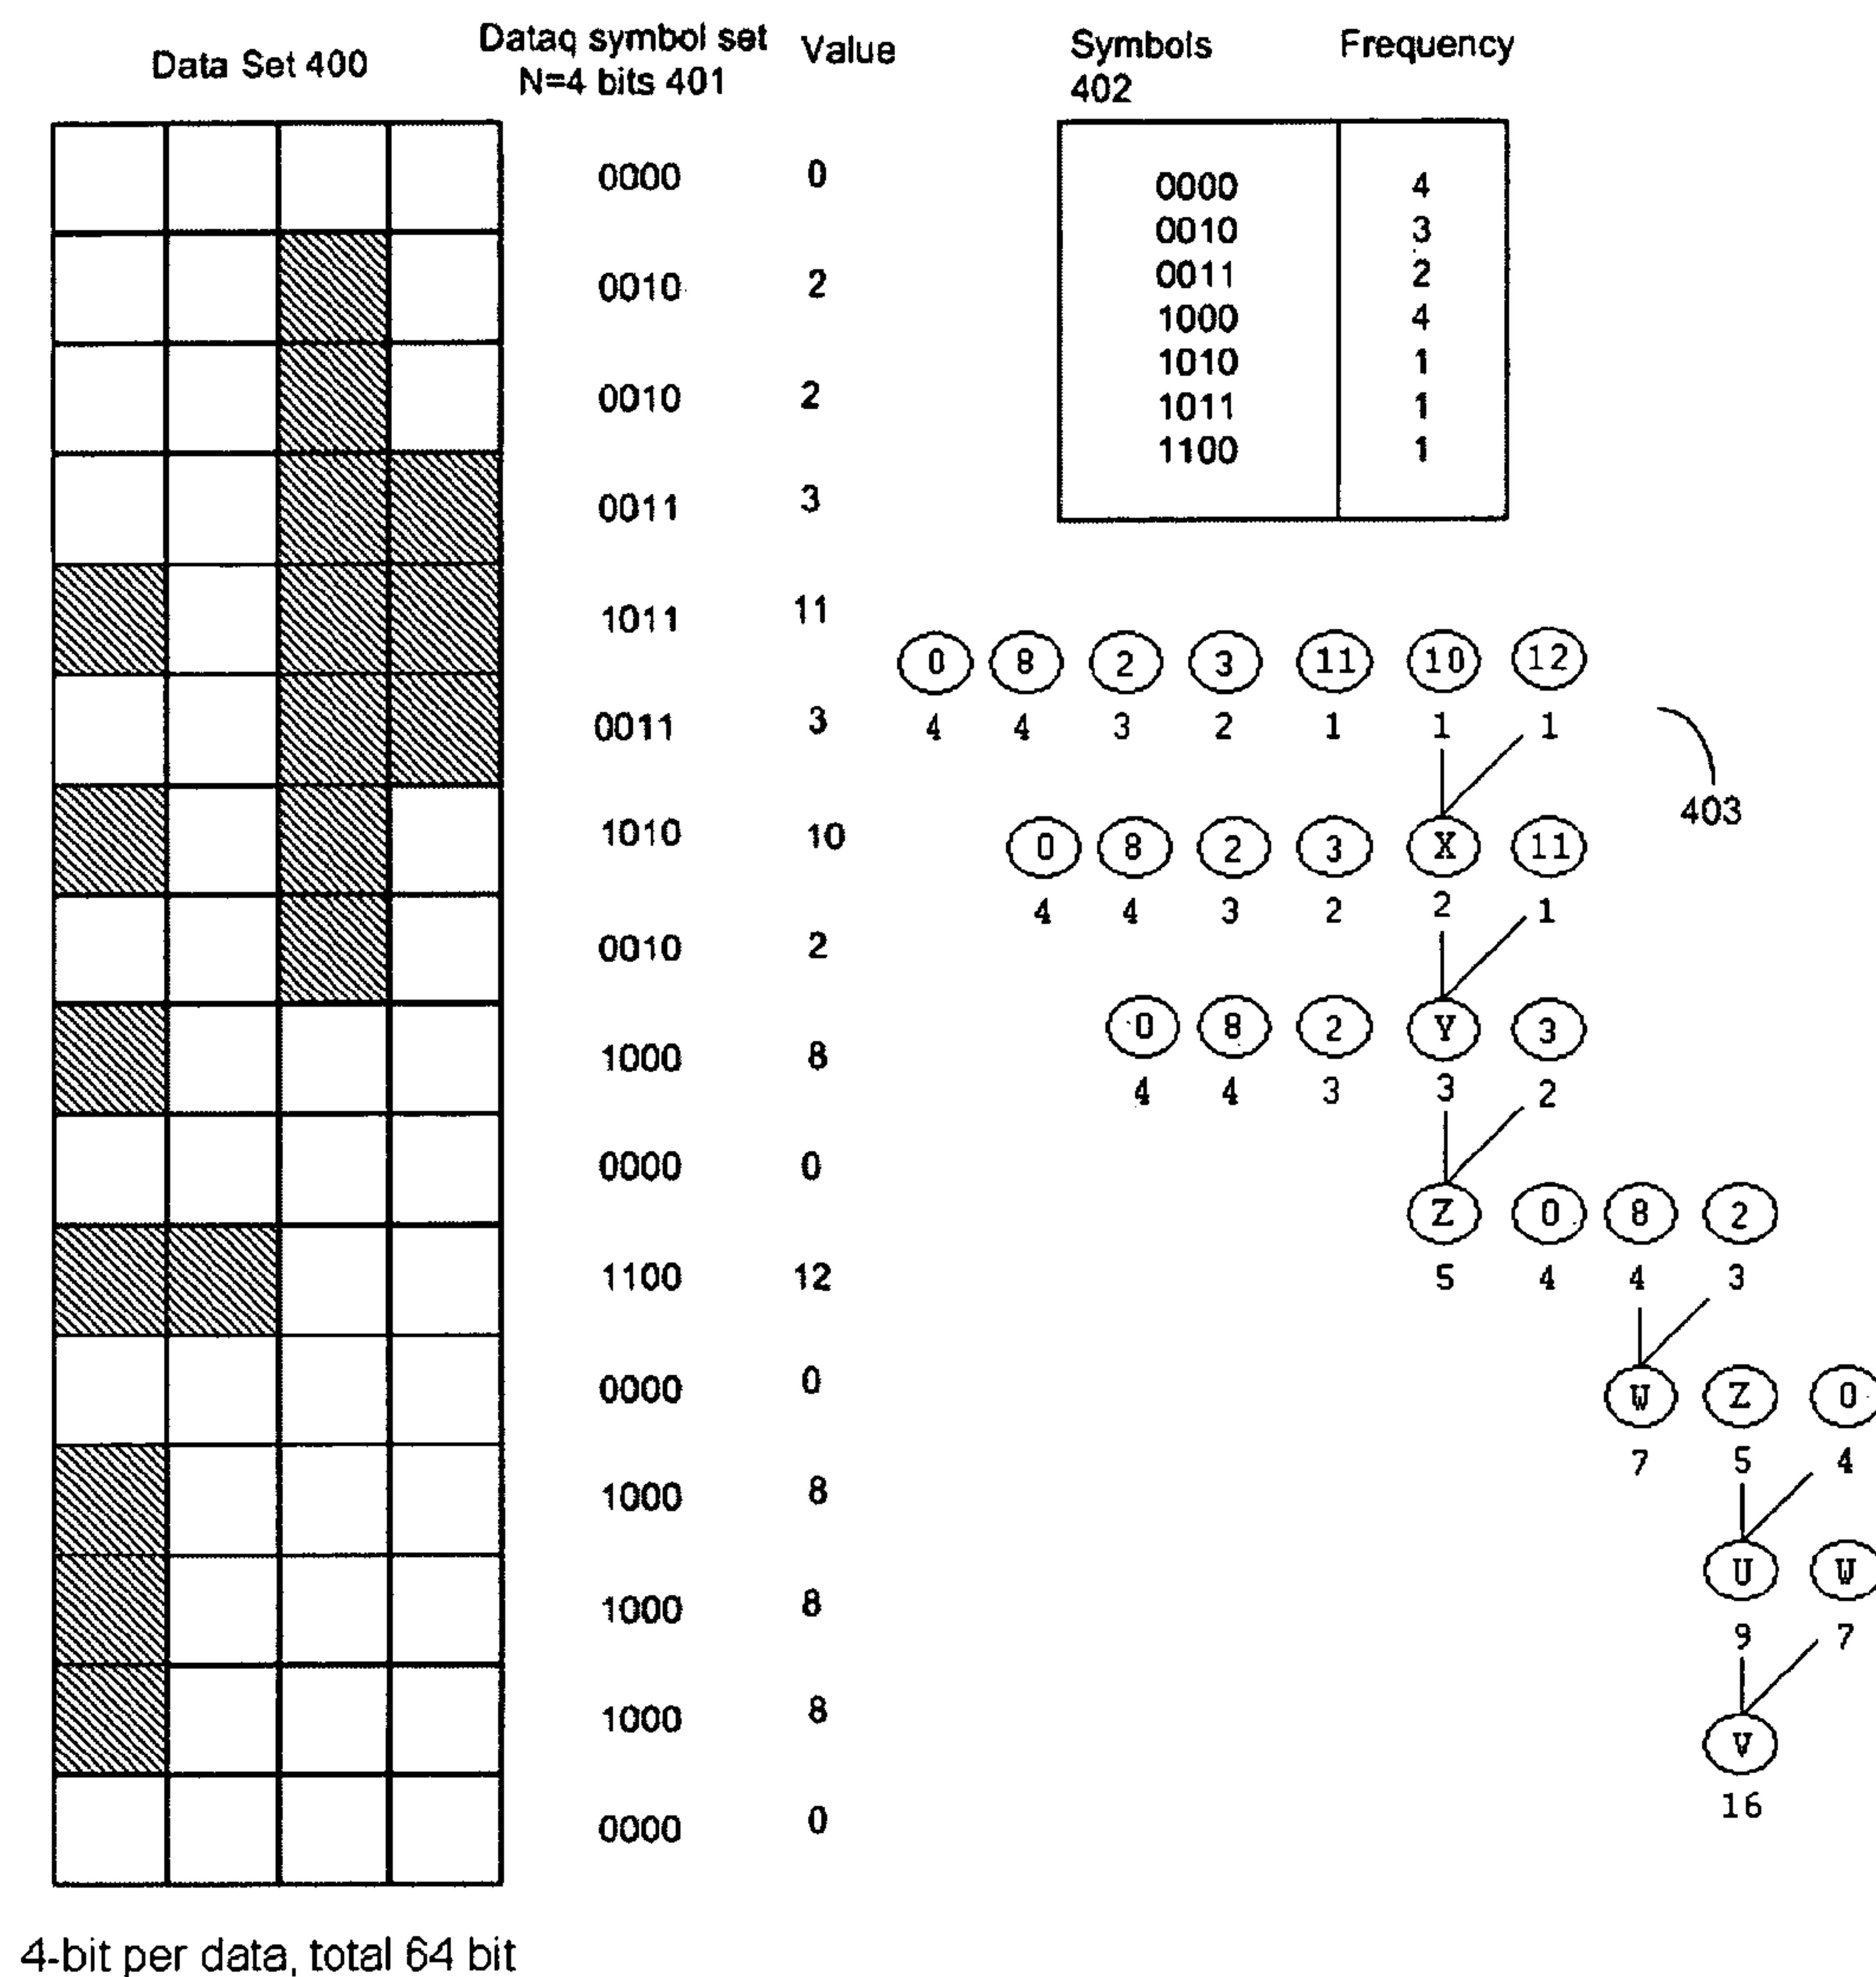 Data Set 400
Dataq symbol set
N=4 bits 401
Value
Symbols
402
Frequency
0000 0
0010 2
0010 2
0011 3
1011 11
0011 3
1010 10
0010 2
1000 8
0000 0
1100 12
0000 0
1000 8
1000 8
1000 8
0000 0
0000 4
0010 3
0011 2
1000 4
1010 1
1011 1
1100 1
0 8 2 3 11 10 12
4 4 3 2 1 1 1
403
0 8 2 3 X 11
4 4 3 2 2 1
0 8 2 Y 3
4 4 3 3 2
Z 0 8 2
5 4 4 3
W Z 0
7 5 4
U W
9 7
V
16
4-bit per data, total 64 bit